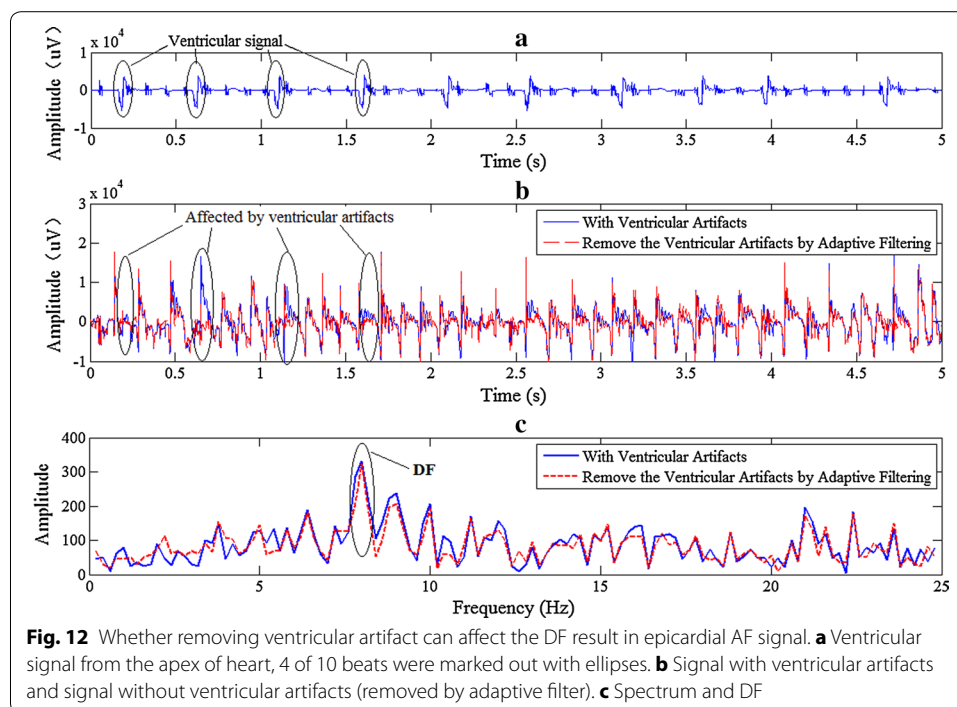 a
x 10⁴
Ventricular signal
Amplitude（uV）
1
0
-1
0 0.5 1 1.5 2 2.5 3 3.5 4 4.5 5
Time (s)
b
x 10⁴
Affected by ventricular artifacts
With Ventricular Artifacts
Remove the Ventricular Artifacts by Adaptive Filtering
Amplitude（uV）
3
2
1
0
-1
0 0.5 1 1.5 2 2.5 3 3.5 4 4.5 5
Time (s)
c
DF
With Ventricular Artifacts
Remove the Ventricular Artifacts by Adaptive Filtering
Amplitude
400
300
200
100
0
0 5 10 15 20 25
Frequency (Hz)
Fig. 12 Whether removing ventricular artifact can affect the DF result in epicardial AF signal. a Ventricular
signal from the apex of heart, 4 of 10 beats were marked out with ellipses. b Signal with ventricular artifacts
and signal without ventricular artifacts (removed by adaptive filter). c Spectrum and DF